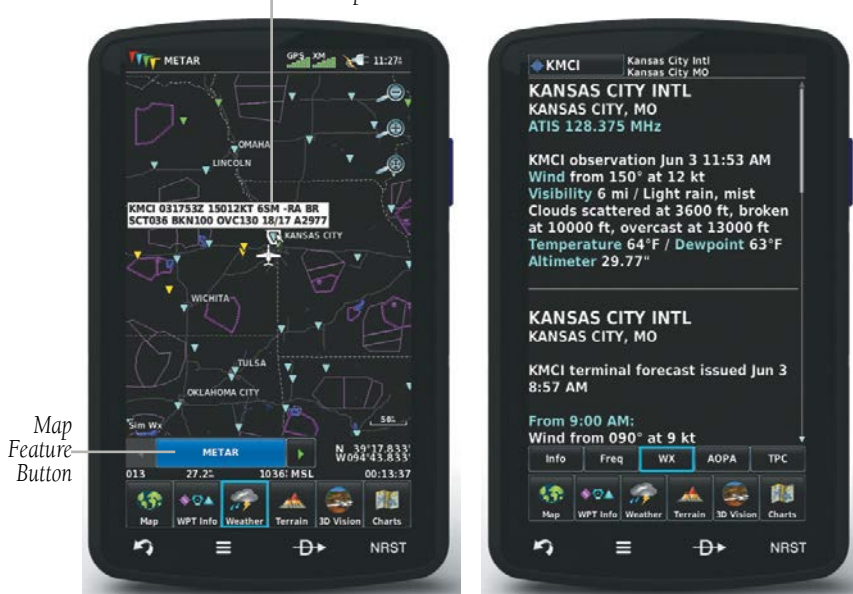 METAR
GPS XM
11:27
OMAHA
LINCOLN
KMCI 031753Z 15012KT 6SM -RA BR
SCT036 BKN100 OVC130 18/17 A2977
KANSAS CITY
WICHITA
TULSA
OKLAHOMA CITY
Sim Wx
50
Map
Feature
Button
METAR
N 39°17.833'
W094°43.833'
013 27.2 1036 MSL 00:13:37
Map WPT Info Weather Terrain 3D Vision Charts
NRST
KMCI
Kansas City Intl
Kansas City MO
KANSAS CITY INTL
KANSAS CITY, MO
ATIS 128.375 MHz
KMCI observation Jun 3 11:53 AM
Wind from 150° at 12 kt
Visibility 6 mi / Light rain, mist
Clouds scattered at 3600 ft, broken
at 10000 ft, overcast at 13000 ft
Temperature 64°F / Dewpoint 63°F
Altimeter 29.77"
KANSAS CITY INTL
KANSAS CITY, MO
KMCI terminal forecast issued Jun 3
8:57 AM
From 9:00 AM:
Wind from 090° at 9 kt
Info Freq WX AOPA TPC
Map WPT Info Weather Terrain 3D Vision Charts
NRST